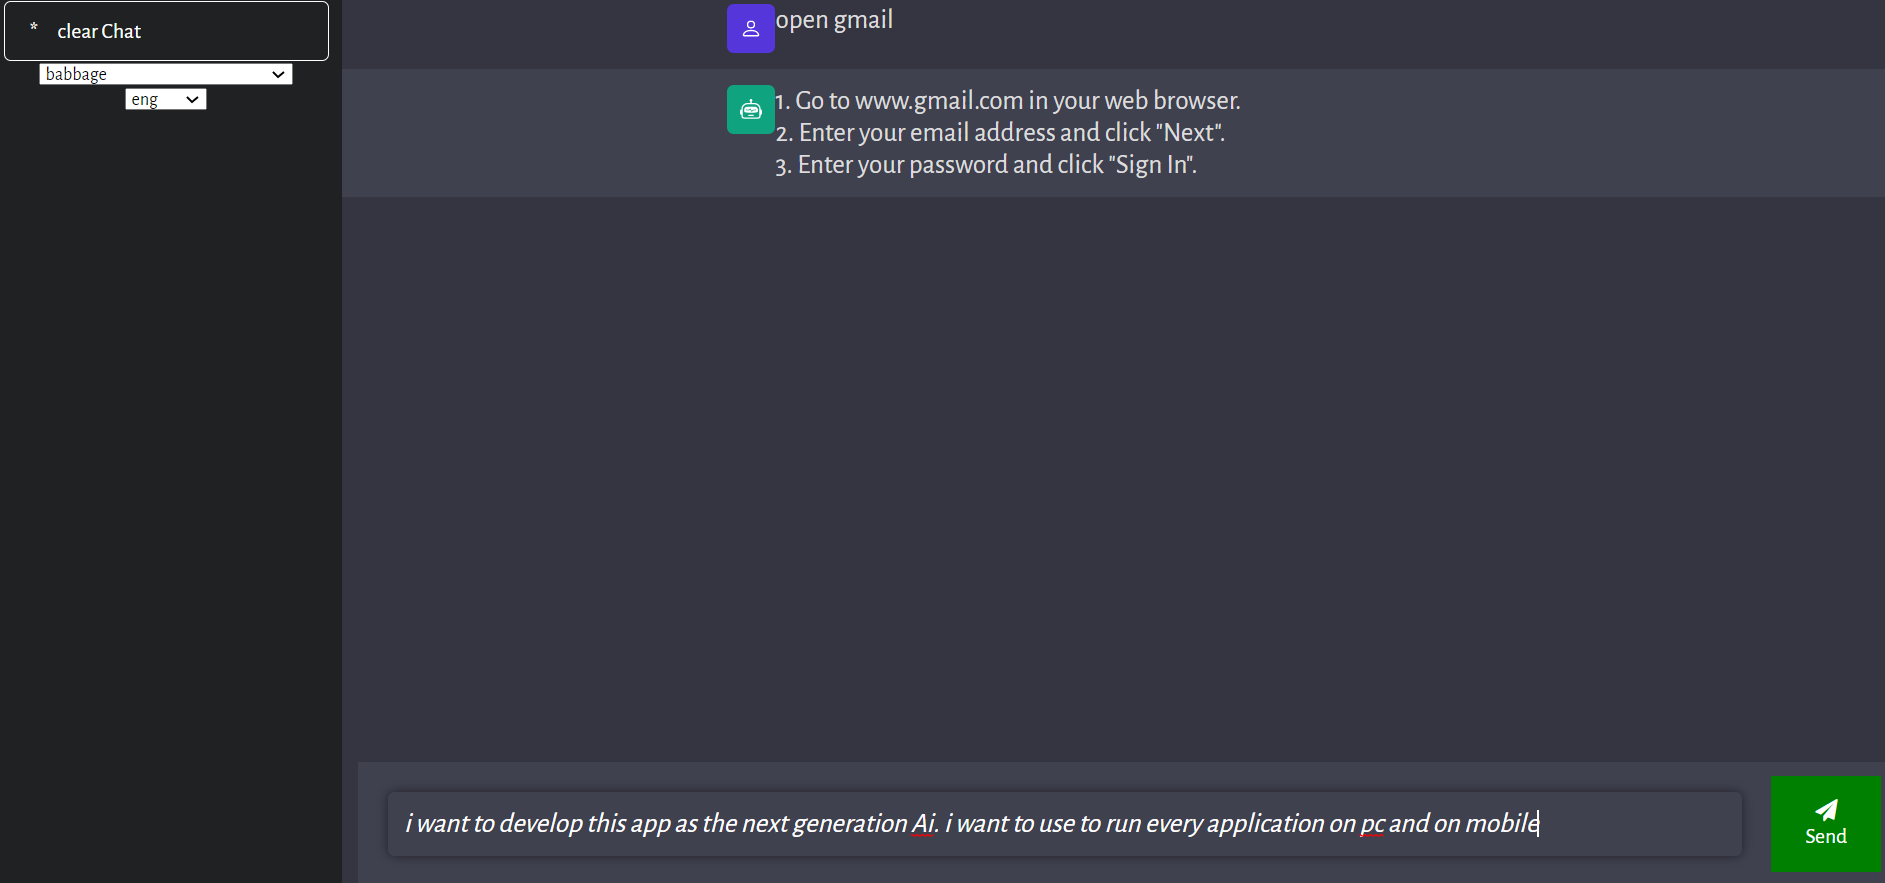 * clear Chat
babbage
eng
open gmail
1. Go to www.gmail.com in your web browser.
2. Enter your email address and click "Next".
3. Enter your password and click "Sign In".
i want to develop this app as the next generation Ai. i want to use to run every application on pc and on mobile
Send